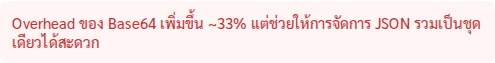 Overhead ของ Base64 เพิ่มขึ้น ~33% แต่ช่วยให้การจัดการ JSON รวมเป็นชุด
เดียวได้สะดวก